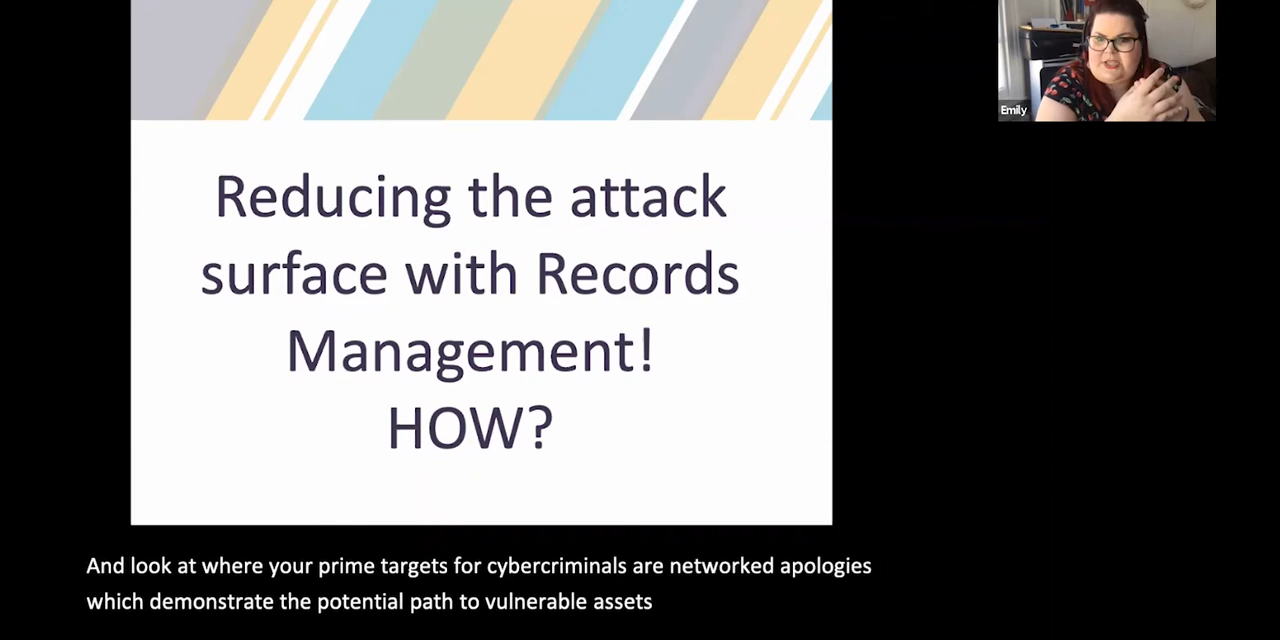 Emily
Reducing the attack
surface with Records
Management!
HOW?
And look at where your prime targets for cybercriminals are networked apologies
which demonstrate the potential path to vulnerable assets